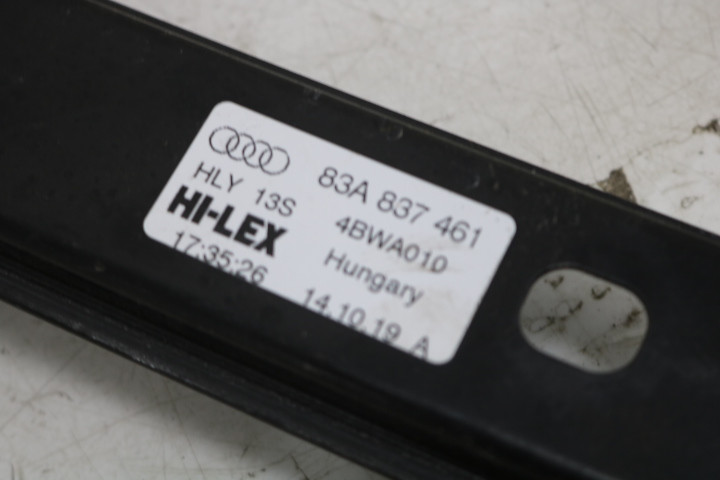 83A 837 461
HLY 13S
4BWA010
HI-LEX
Hungary
17:35:26
14.10.19 A